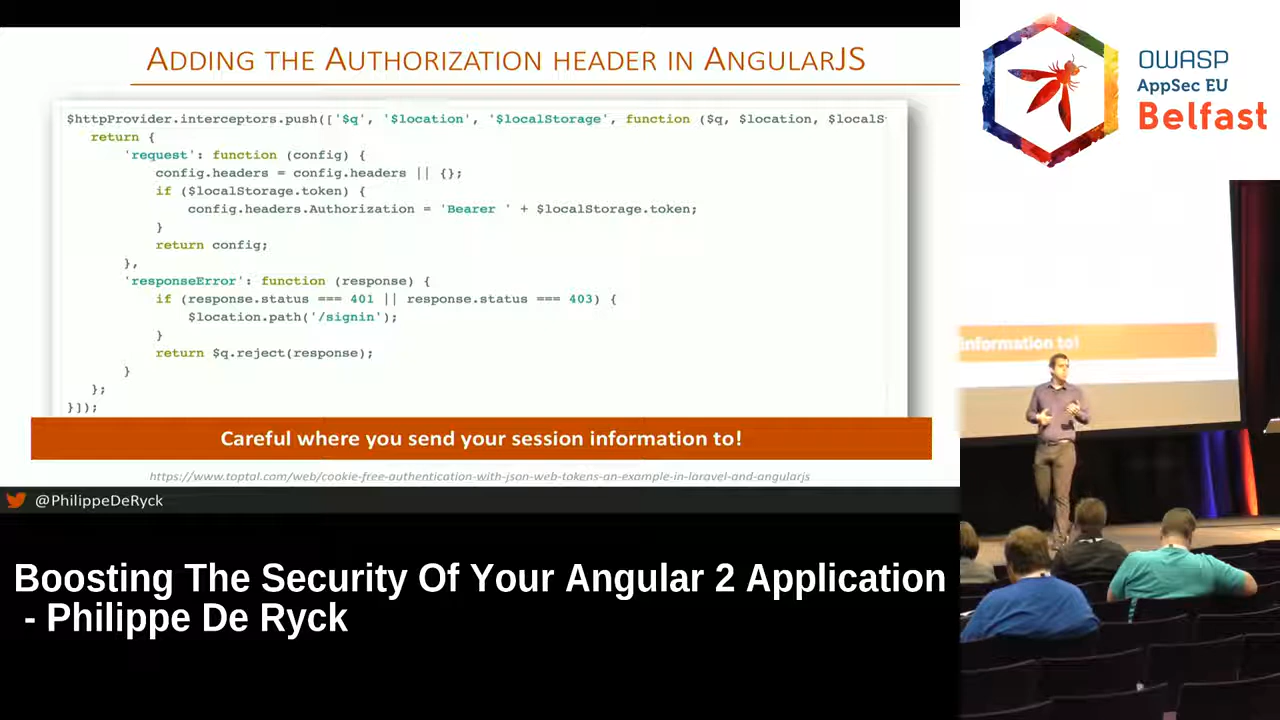 ADDING THE AUTHORIZATION HEADER IN ANGULARJS
$httpProvider.interceptors.push(['$q', '$location', '$localStorage', function ($q, $location, $localS
return {
'request': function (config) {
config.headers = config.headers || {};
if ($localStorage.token) {
config.headers.Authorization = 'Bearer ' + $localStorage.token;
}
return config;
},
'responseError': function (response) {
if (response.status === 401 || response.status === 403) {
$location.path('/signin');
}
return $q.reject(response);
}
};
}]);
Careful where you send your session information to!
https://www.toptal.com/web/cookie-free-authentication-with-json-web-tokens-an-example-in-laravel-and-angularjs
@PhilippeDeRyck
Boosting The Security Of Your Angular 2 Application
- Philippe De Ryck
OWASP
AppSec EU
Belfast
information to!